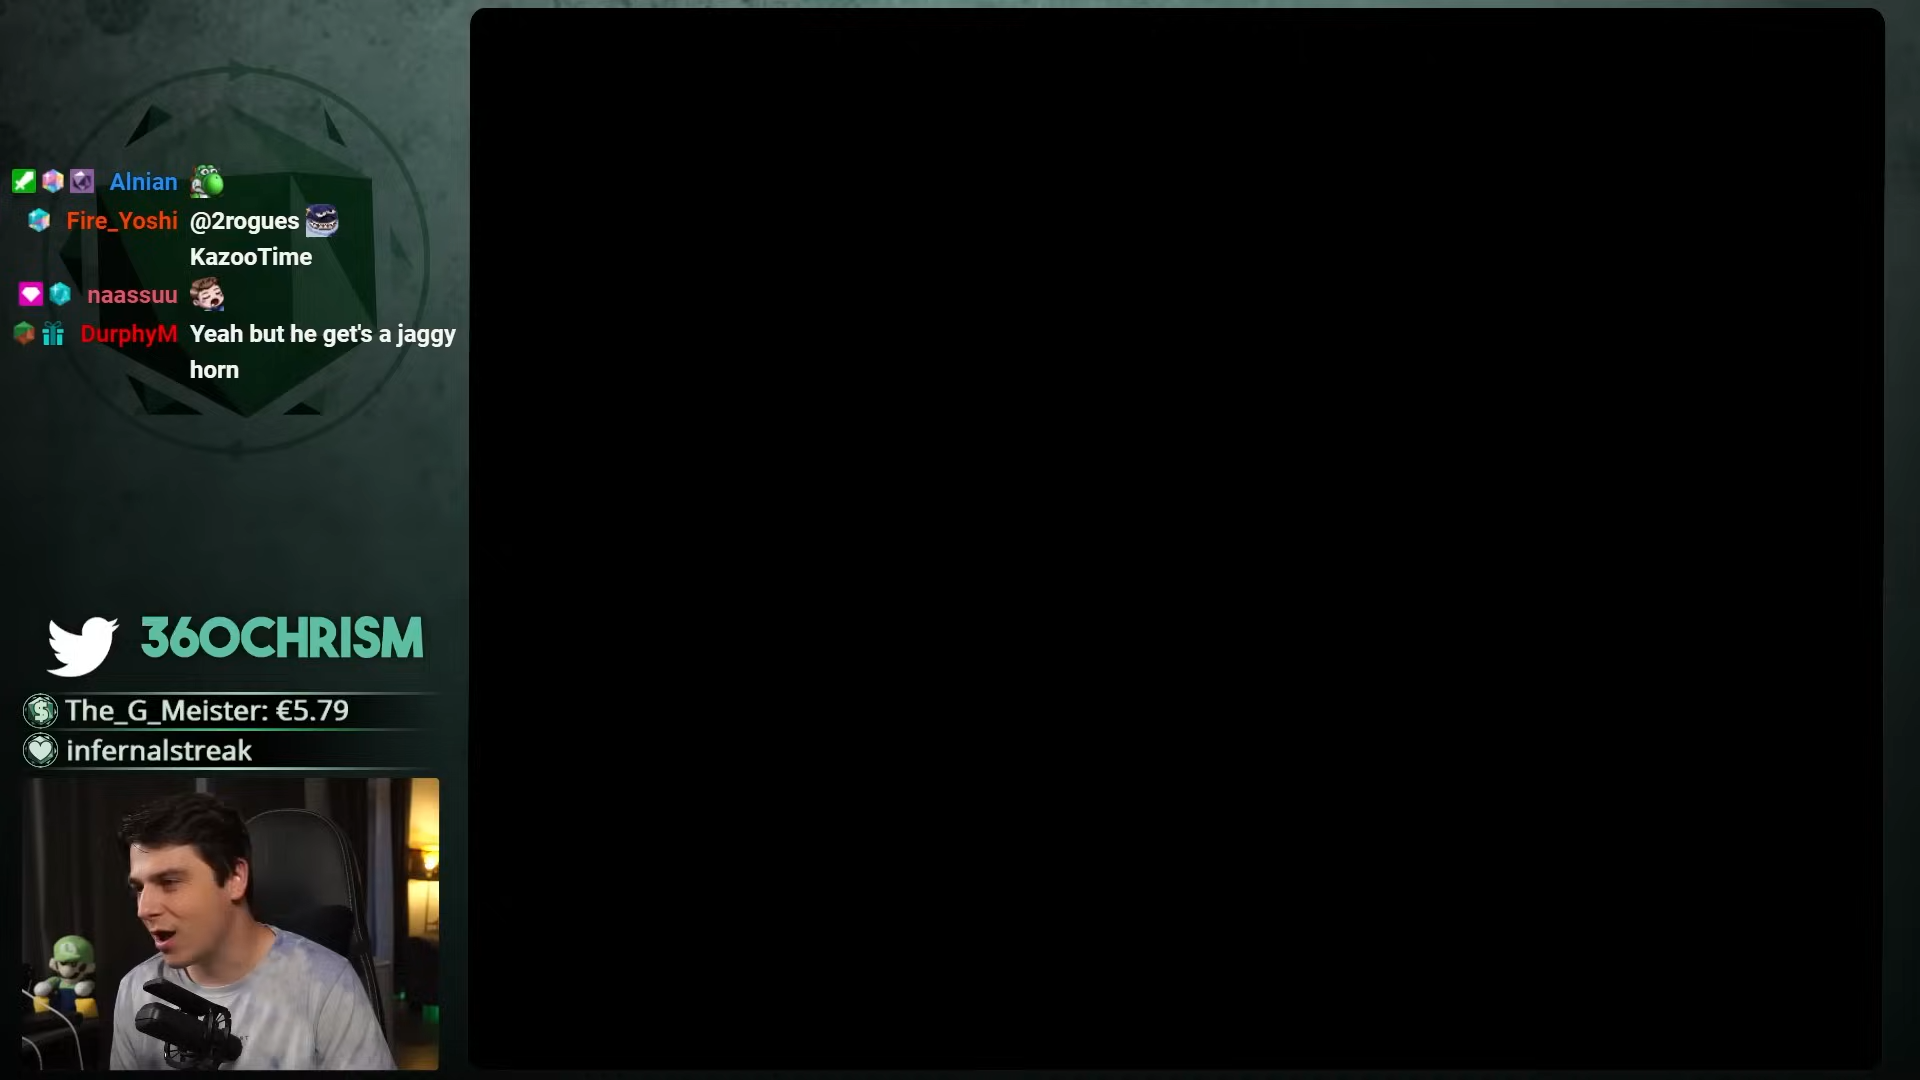 Alnian
Fire_Yoshi @2rogues
KazooTime
naassuu
DurphyM Yeah but he get's a jaggy
horn
360CHRISM
The_G_Meister: €5.79
infernalstreak